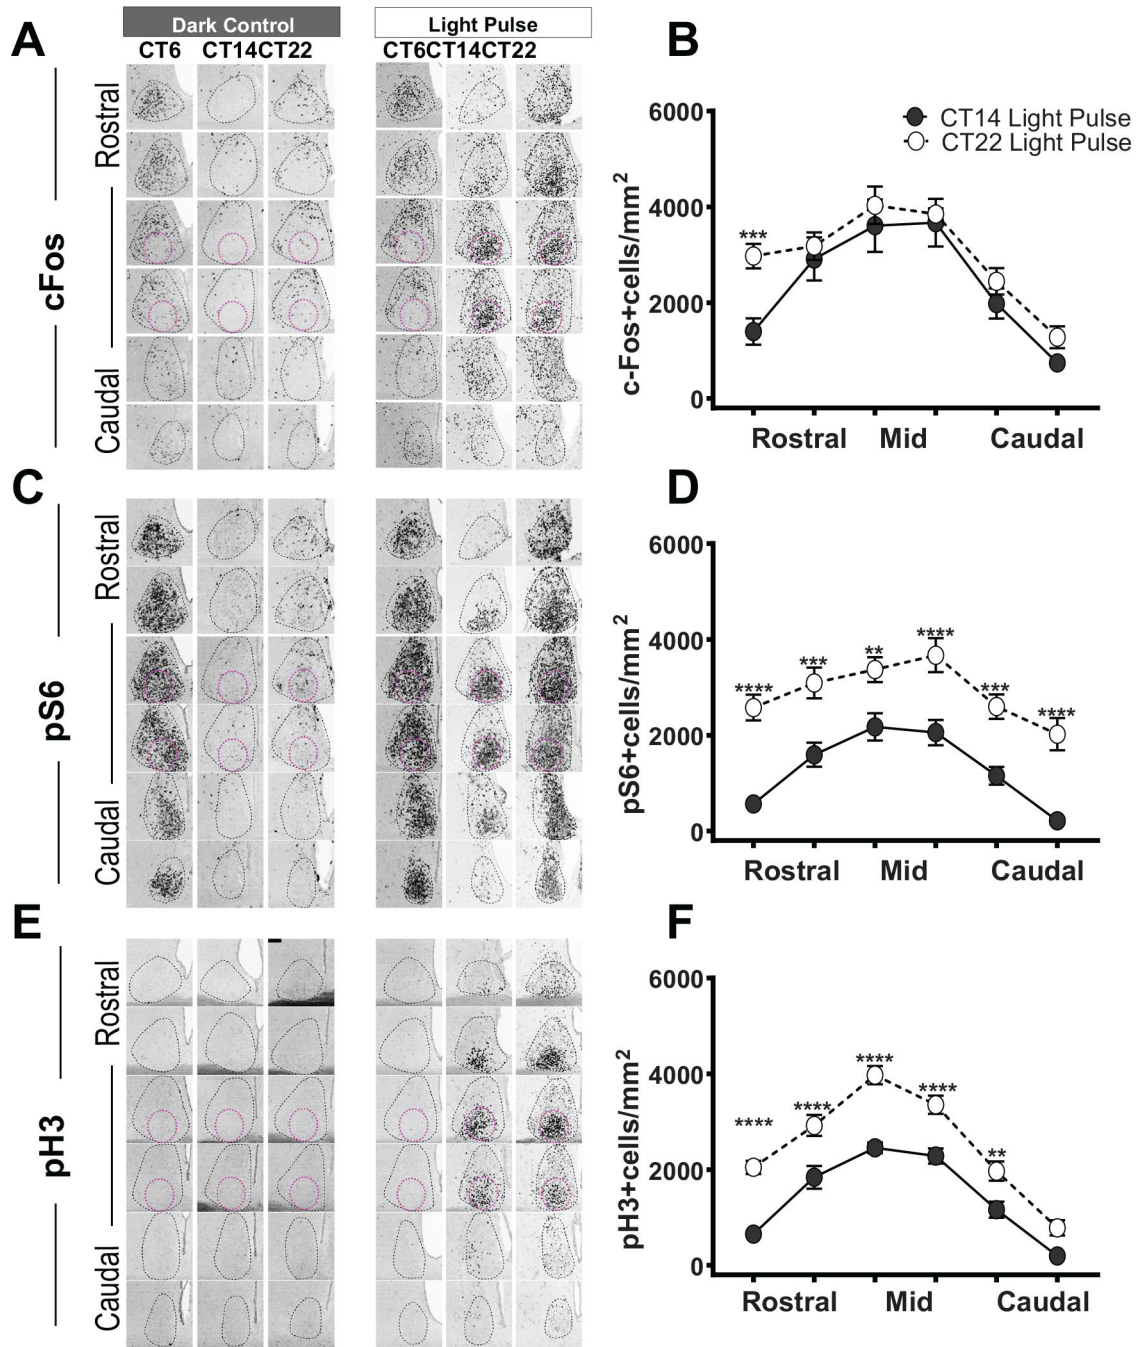 A
Dark Control
Light Pulse
CT6 CT14CT22
CT6CT14CT22
cFos
Rostral
Caudal
B
CT14 Light Pulse
CT22 Light Pulse
c-Fos+cells/mm2
6000
4000
2000
0
***
Rostral Mid Caudal
C
pS6
Rostral
Caudal
D
pS6+cells/mm2
6000
4000
2000
0
**** *** ** **** *** ****
Rostral Mid Caudal
E
pH3
Rostral
Caudal
F
pH3+cells/mm2
6000
4000
2000
0
**** **** **** **** **
Rostral Mid Caudal